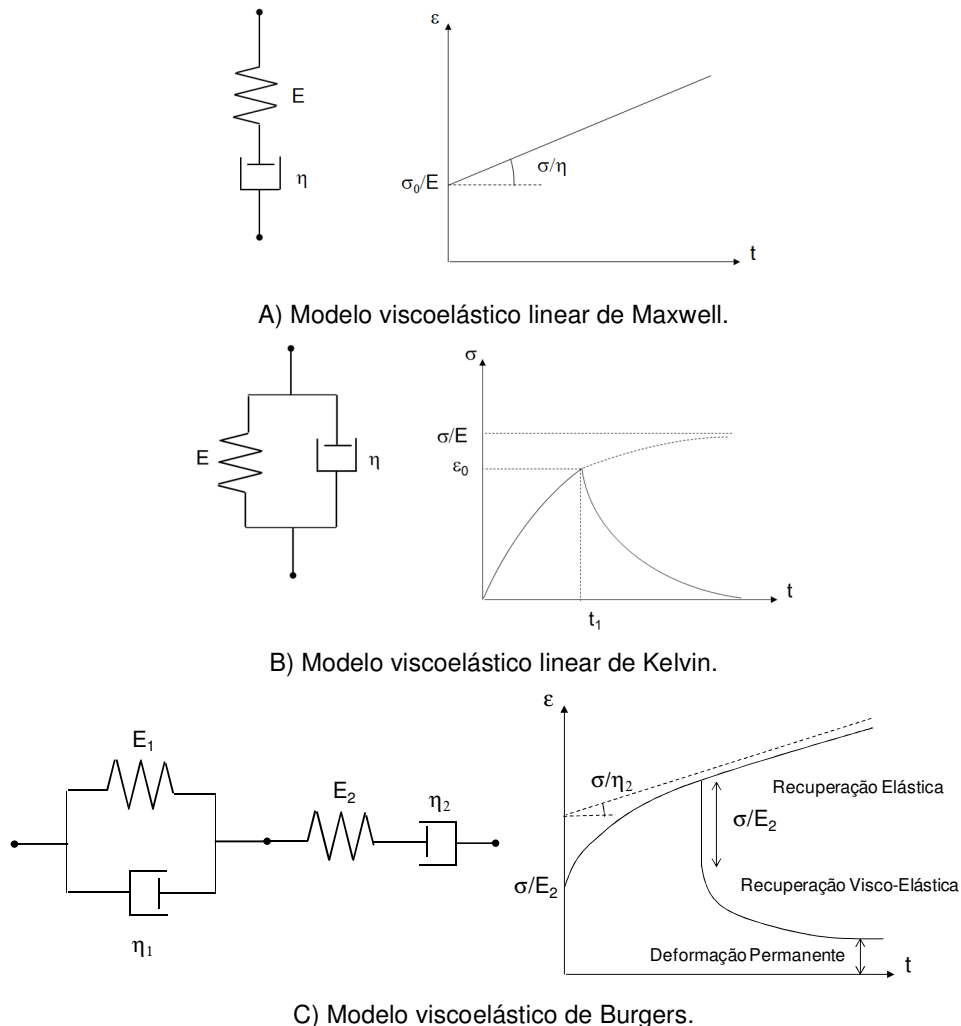 ε
E
η
σ/η
σ₀/E
t
A) Modelo viscoelástico linear de Maxwell.
σ
σ/E
E
η
ε₀
t
t₁
B) Modelo viscoelástico linear de Kelvin.
ε
E₁
E₂
η₂
σ/η₂
Recuperação Elástica
σ/E₂
σ/E₂
Recuperação Visco-Elástica
η₁
Deformação Permanente
t
C) Modelo viscoelástico de Burgers.